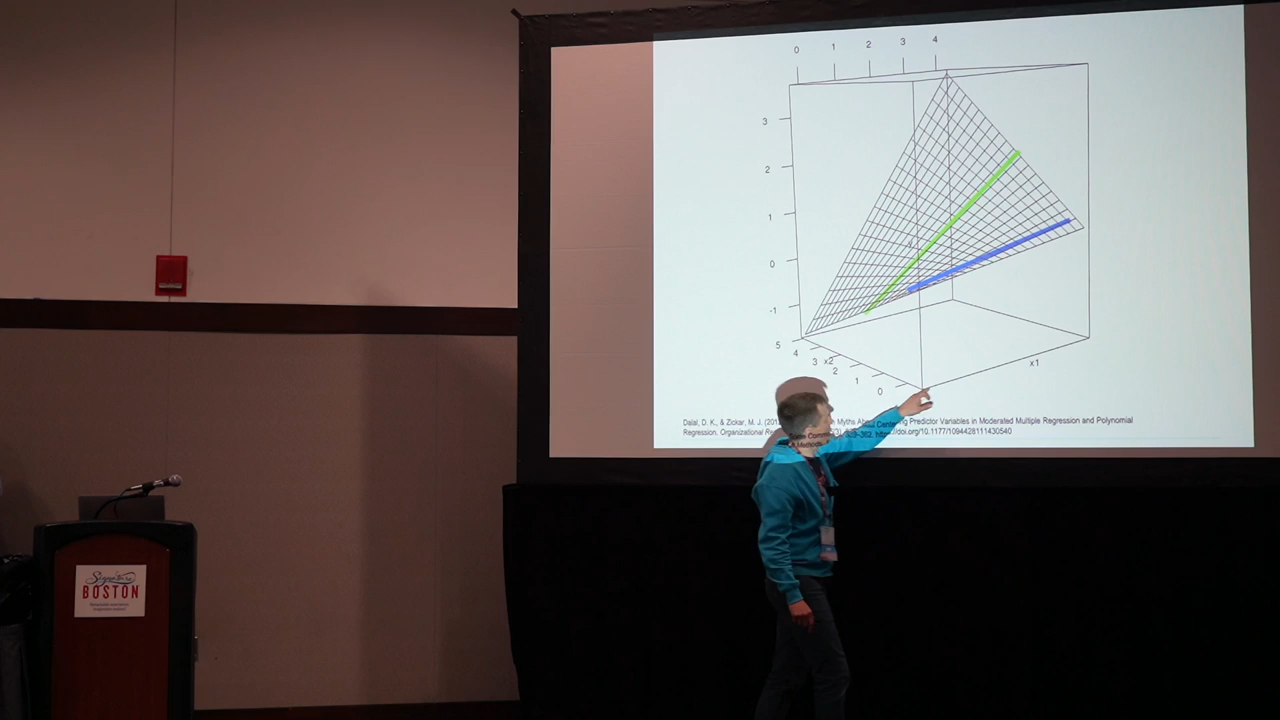 0 1 2 3 4
3
2
1
0
-1
5
4
3 x2
2
1
0
x1
Dalal, D. K., & Zickar, M. J. Myths Centering Predictor Variables in Moderated Multiple Regression and Polynomial
Regression. Organizational https://doi.org/10.1177/1094428111430540
Signature
BOSTON